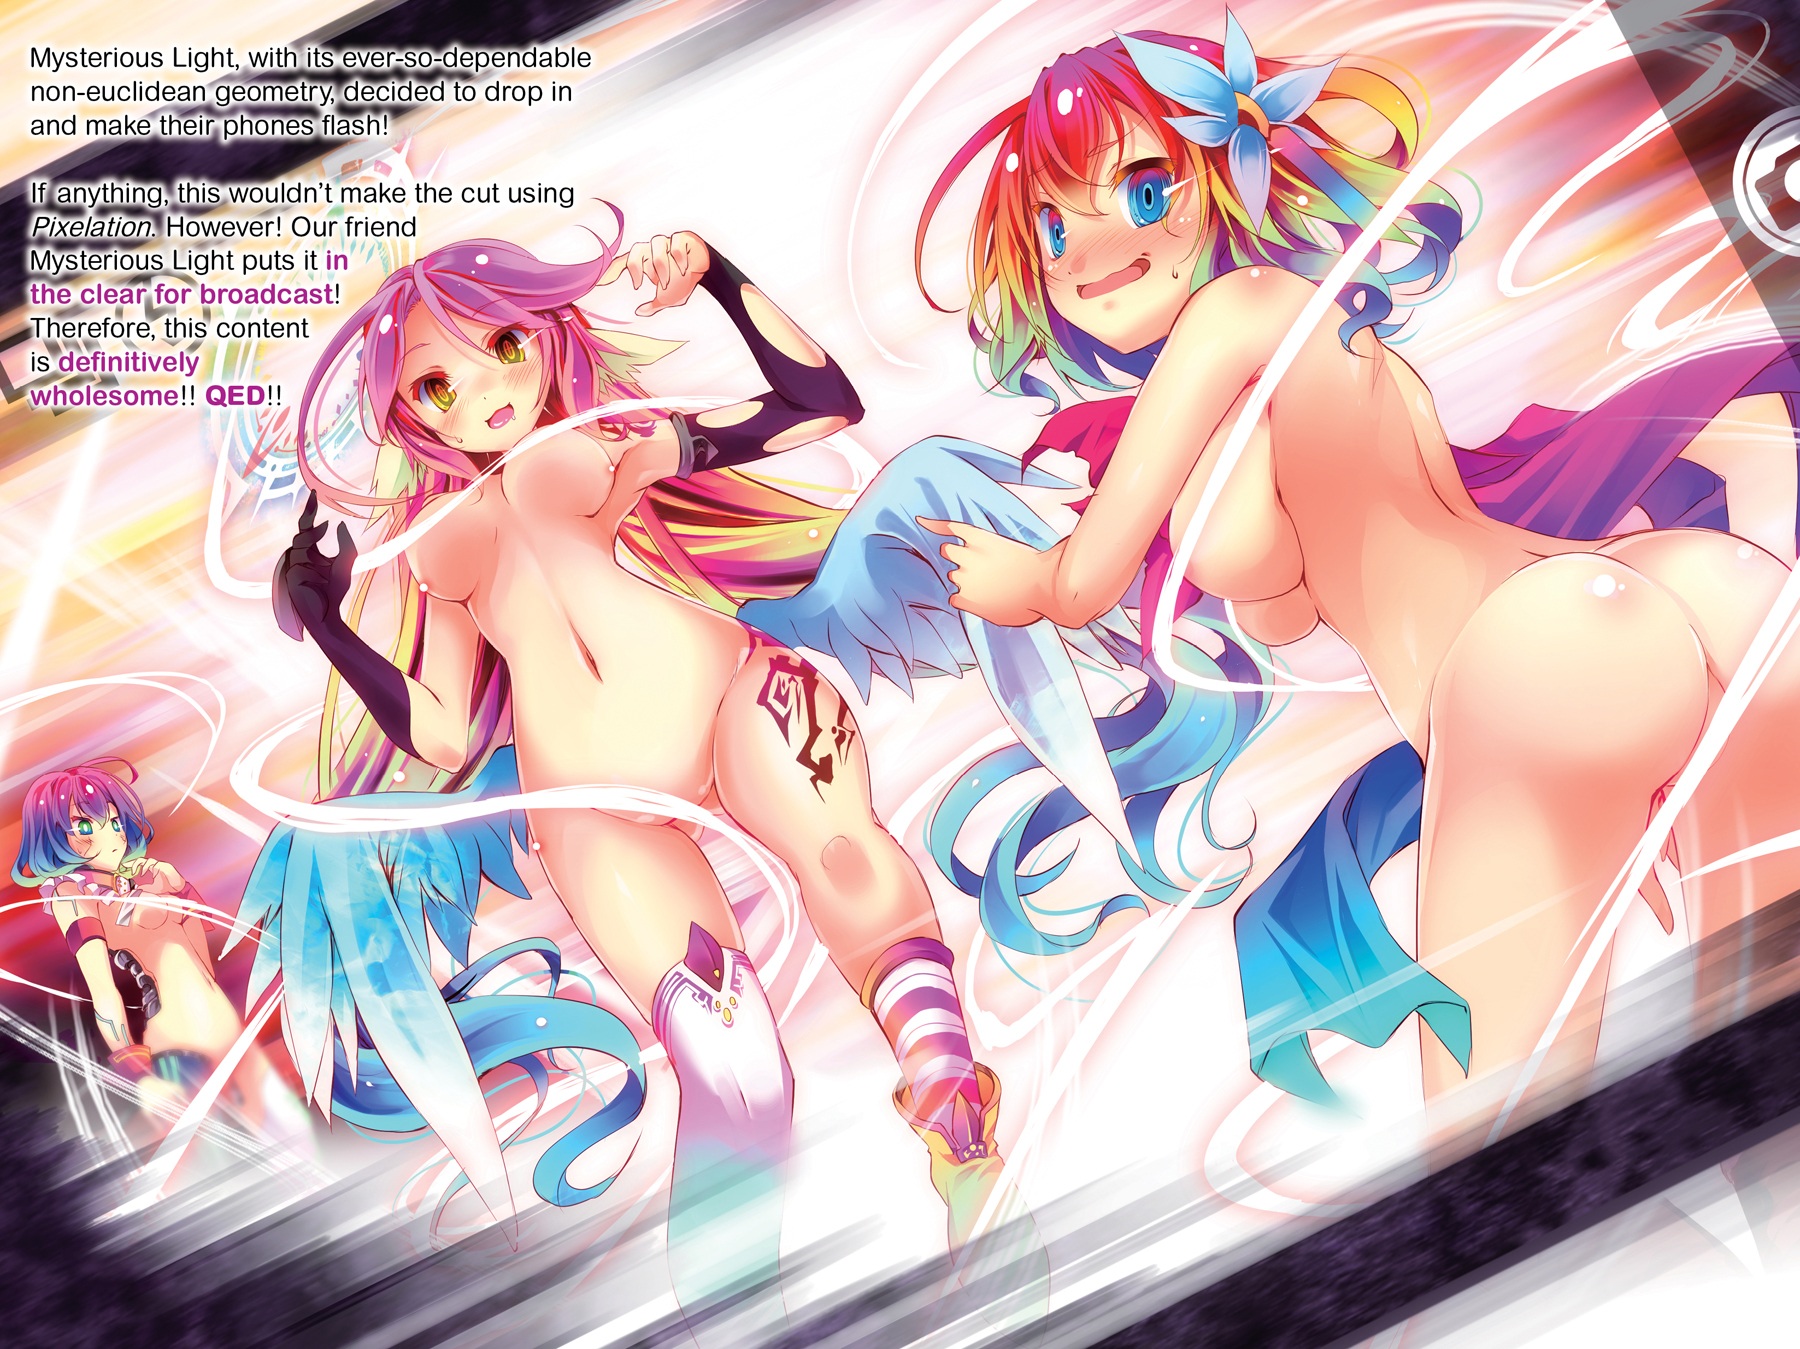 Mysterious Light, with its ever-so-dependable
non-euclidean geometry, decided to drop in
and make their phones flash!
If anything, this wouldn’t make the cut using
Pixelation. However! Our friend
Mysterious Light puts it in
the clear for broadcast!
Therefore, this content
is definitively
wholesome!! QED!!